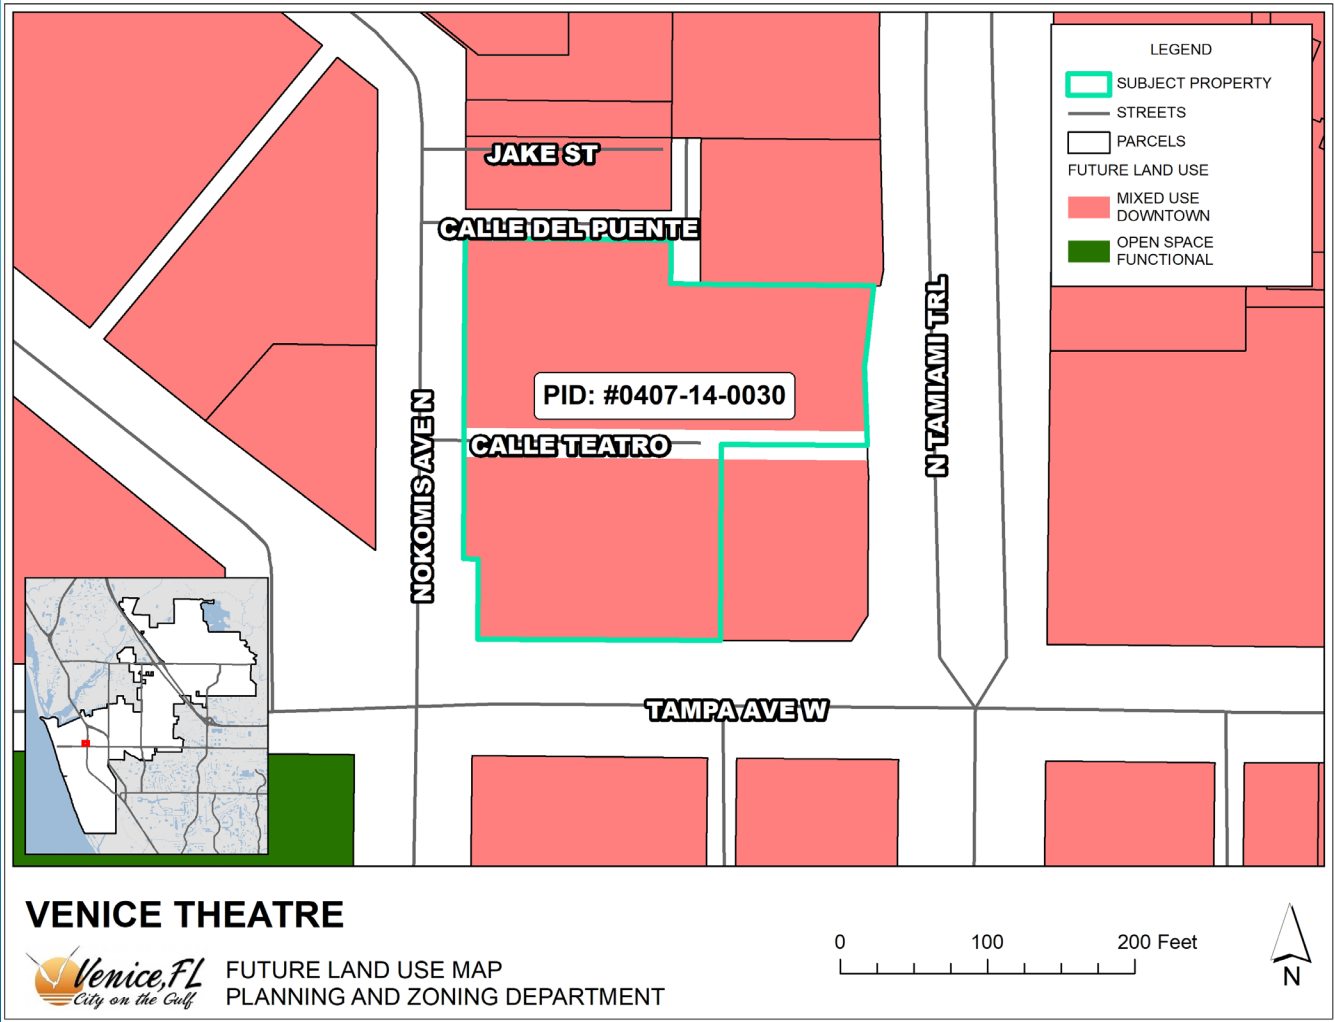 LEGEND
SUBJECT PROPERTY
STREETS
PARCELS
FUTURE LAND USE
MIXED USE
DOWNTOWN
OPEN SPACE
FUNCTIONAL
JAKE ST
CALLE DEL PUENTE
N TAMIAMI TRL
PID: #0407-14-0030
NOKOMIS AVE N
CALLE TEATRO
TAMPA AVE W
VENICE THEATRE
Venice, FL
City on the Gulf
FUTURE LAND USE MAP
PLANNING AND ZONING DEPARTMENT
0 100 200 Feet
N